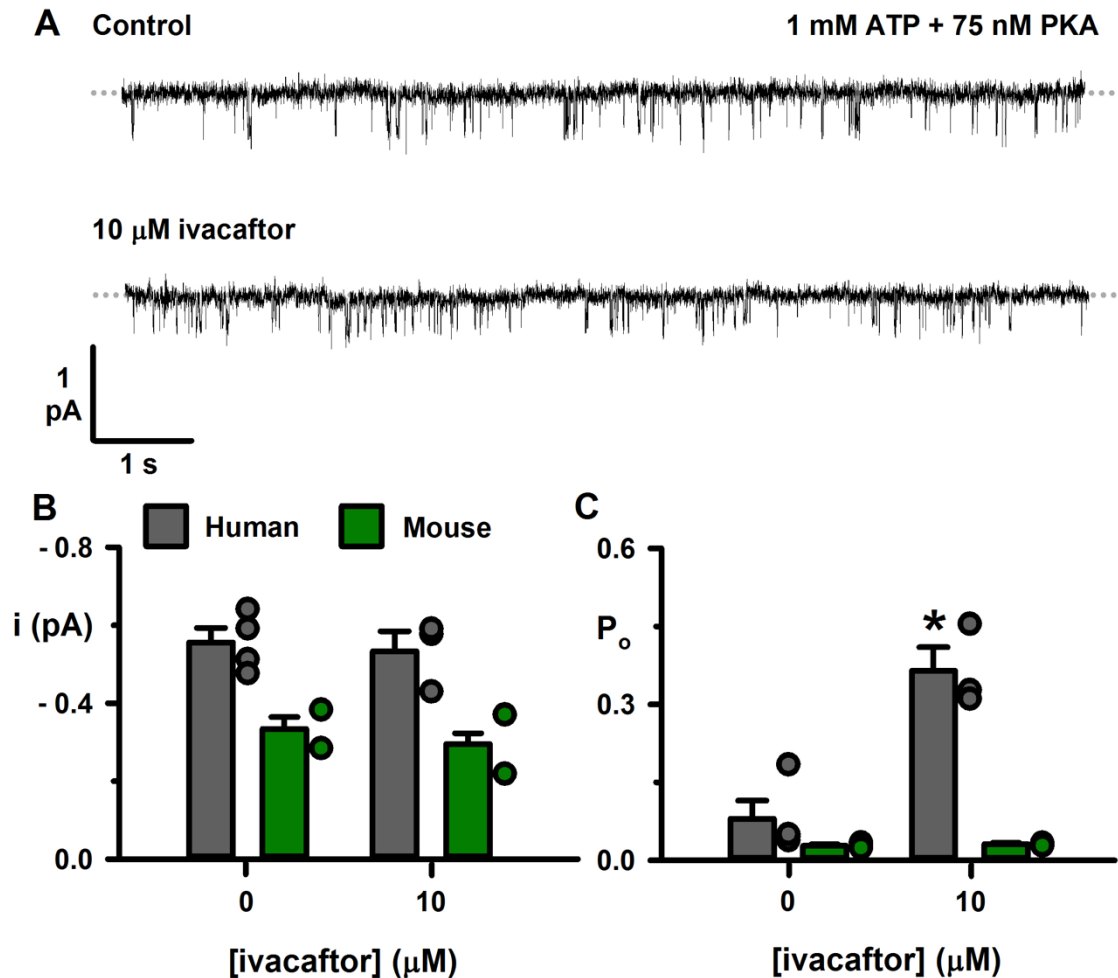 A Control 1 mM ATP + 75 nM PKA
10 μM ivacaftor
1
pA
1 s
B Human Mouse
- 0.8
i (pA)
- 0.4
0.0
0 10
[ivacaftor] (μM)
C
0.6
*
Po
0.3
0.0
0 10
[ivacaftor] (μM)